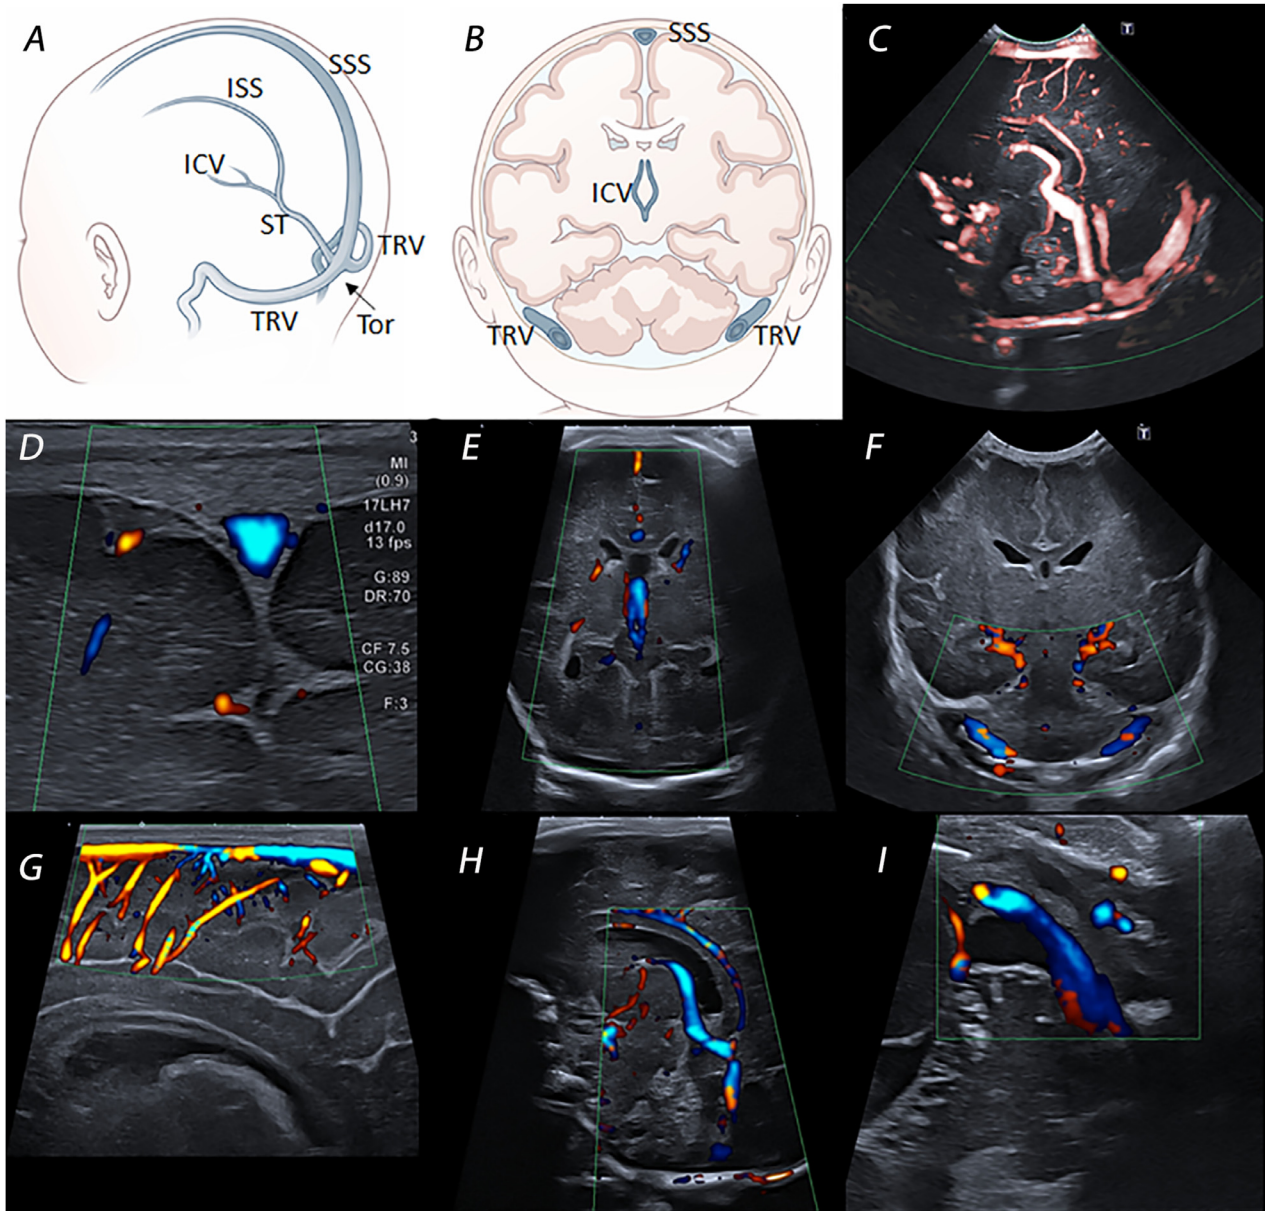 A
SSS
ISS
ICV
ST
TRV
TRV
Tor
B
SSS
ICV
TRV
TRV
C
T
D
3
MI
(0.9)
17LH7
d17.0
13 fps
G:89
DR:70
CF 7.5
CG:38
F:3
E
F
T
G
H
I